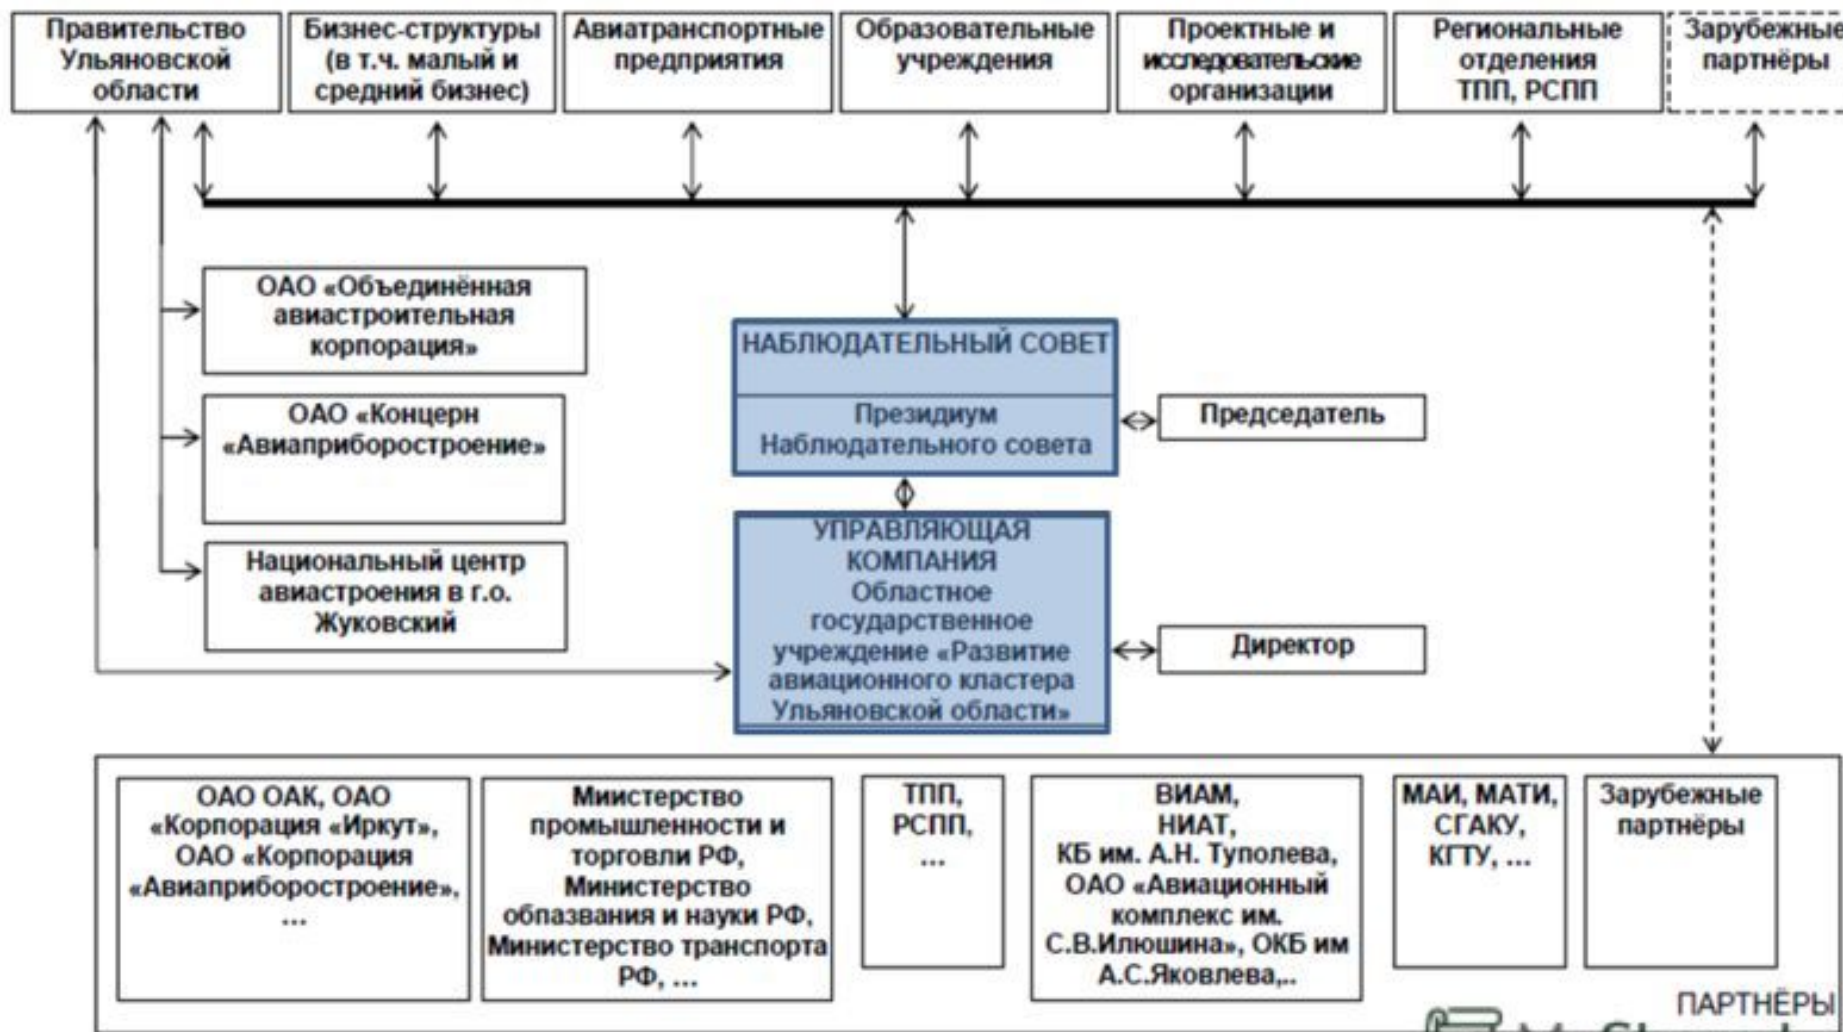 Правительство
Ульяновской
области
Бизнес-структуры
(в т.ч. малый и
средний бизнес)
Авиатранспортные
предприятия
Образовательные
учреждения
Проектные и
исследовательские
организации
Региональные
отделения
ТПП, РСПП
Зарубежные
партнёры
ОАО «Объединённая
авиастроительная
корпорация»
ОАО «Концерн
«Авиаприборостроение»
Национальный центр
авиастроения в г.о.
Жуковский
НАБЛЮДАТЕЛЬНЫЙ СОВЕТ
Президиум
Наблюдательного совета
Председатель
УПРАВЛЯЮЩАЯ
КОМПАНИЯ
Областное
государственное
учреждение «Развитие
авиационного кластера
Ульяновской области»
Директор
ОАО ОАК, ОАО
«Корпорация «Иркут»,
ОАО «Корпорация
«Авиаприборостроение»,
...
Миистерство
промышленности и
торговли РФ,
Министерство
обпазвания и науки РФ,
Министерство транспорта
РФ, ...
ТПП,
РСПП,
...
ВИАМ,
НИАТ,
КБ им. А.Н. Туполева,
ОАО «Авиационный
комплекс им.
С.В.Илюшина», ОКБ им
А.С.Яковлева,..
МАИ, МАТИ,
СГАКУ,
КГТУ, ...
Зарубежные
партнёры
ПАРТНЁРЫ